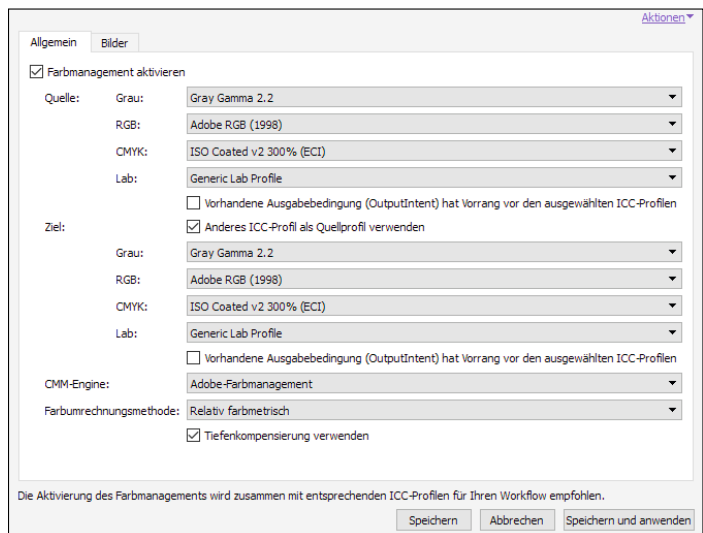 Aktionen
Allgemein Bilder
Farbmanagement aktivieren
Quelle: Grau: Gray Gamma 2.2
RGB: Adobe RGB (1998)
CMYK: ISO Coated v2 300% (ECI)
Lab: Generic Lab Profile
Vorhandene Ausgabebedingung (OutputIntent) hat Vorrang vor den ausgewählten ICC-Profilen
Ziel: Anderes ICC-Profil als Quellprofil verwenden
Grau: Gray Gamma 2.2
RGB: Adobe RGB (1998)
CMYK: ISO Coated v2 300% (ECI)
Lab: Generic Lab Profile
Vorhandene Ausgabebedingung (OutputIntent) hat Vorrang vor den ausgewählten ICC-Profilen
CMM-Engine: Adobe-Farbmanagement
Farbumrechnungsmethode: Relativ farbmetrisch
Tiefenkompensierung verwenden
Die Aktivierung des Farbmanagements wird zusammen mit entsprechenden ICC-Profilen für Ihren Workflow empfohlen.
Speichern Abbrechen Speichern und anwenden